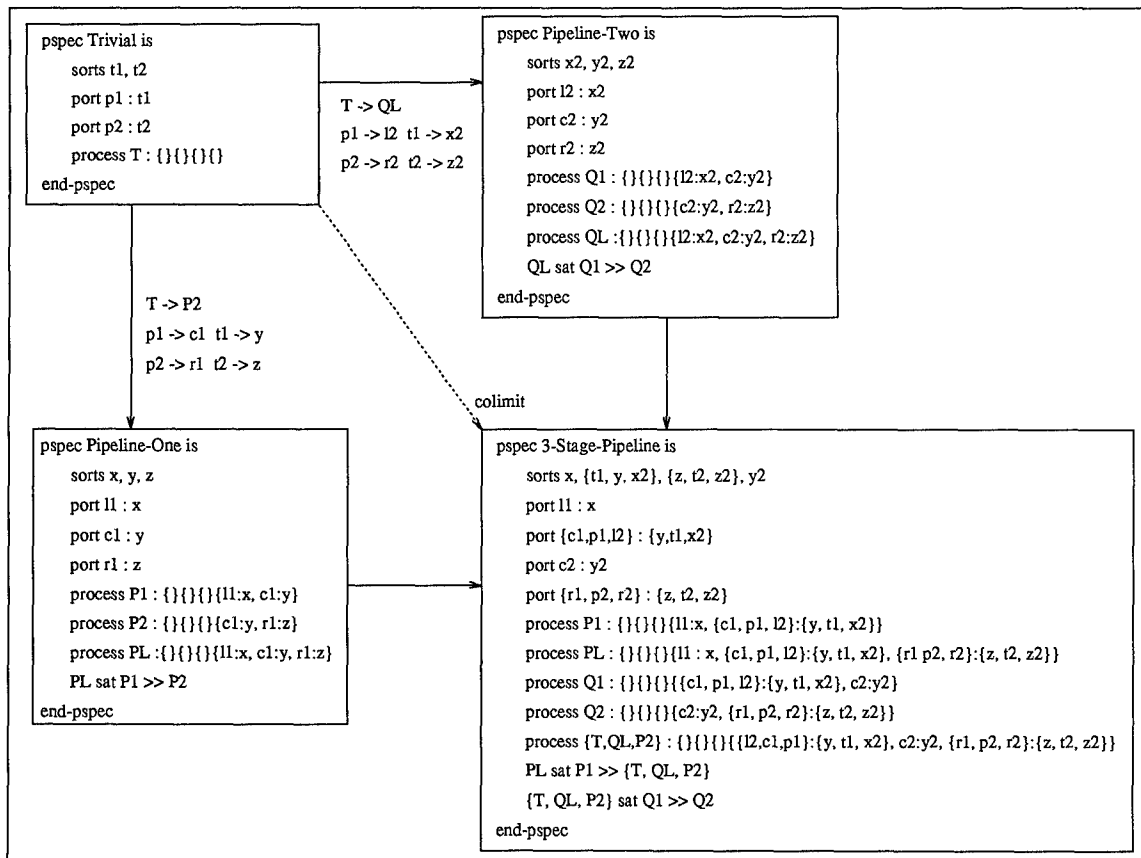 pspec Trivial is
sorts t1, t2
port p1 : t1
port p2 : t2
process T : {}{}{}{}
end-pspec
T -> QL
p1 -> l2 t1 -> x2
p2 -> r2 t2 -> z2
pspec Pipeline-Two is
sorts x2, y2, z2
port l2 : x2
port c2 : y2
port r2 : z2
process Q1 : {}{}{}{l2:x2, c2:y2}
process Q2 : {}{}{}{c2:y2, r2:z2}
process QL :{}{}{}{l2:x2, c2:y2, r2:z2}
QL sat Q1 >> Q2
end-pspec
T -> P2
p1 -> c1 t1 -> y
p2 -> r1 t2 -> z
colimit
pspec Pipeline-One is
sorts x, y, z
port l1 : x
port c1 : y
port r1 : z
process P1 : {}{}{}{l1:x, c1:y}
process P2 : {}{}{}{c1:y, r1:z}
process PL :{}{}{}{l1:x, c1:y, r1:z}
PL sat P1 >> P2
end-pspec
pspec 3-Stage-Pipeline is
sorts x, {t1, y, x2}, {z, t2, z2}, y2
port l1 : x
port {c1,p1,l2} : {y,t1,x2}
port c2 : y2
port {r1, p2, r2} : {z, t2, z2}
process P1 : {}{}{}{l1:x, {c1, p1, l2}:{y, t1, x2}}
process PL : {}{}{}{l1 : x, {c1, p1, l2}:{y, t1, x2}, {r1 p2, r2}:{z, t2, z2}}
process Q1 : {}{}{}{{c1, p1, l2}:{y, t1, x2}, c2:y2}
process Q2 : {}{}{}{c2:y2, {r1, p2, r2}:{z, t2, z2}}
process {T,QL,P2} : {}{}{}{{l2,c1,p1}:{y, t1, x2}, c2:y2, {r1, p2, r2}:{z, t2, z2}}
PL sat P1 >> {T, QL, P2}
{T, QL, P2} sat Q1 >> Q2
end-pspec